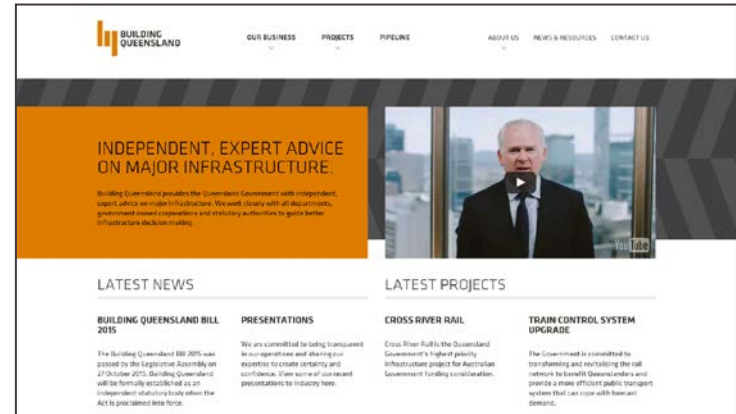 BUILDING
QUEENSLAND
OUR BUSINESS
PROJECTS
PIPELINE
ABOUT US
NEWS & RESOURCES
CONTACT US
INDEPENDENT, EXPERT ADVICE
ON MAJOR INFRASTRUCTURE.
Building Queensland provides the Queensland Government with independent,
expert advice on major infrastructure. We work closely with all departments,
government owned corporations and statutory authorities to guide better
infrastructure decision making.
YouTube
LATEST NEWS
BUILDING QUEENSLAND BILL
2015
The Building Queensland Bill 2015 was
passed by the Legislative Assembly on
27 October 2015. Building Queensland
will be formally established as an
independent statutory body when the
Act is proclaimed into force.
PRESENTATIONS
We are committed to being transparent
in our operations and sharing our
expertise to create certainty and
confidence. View some of our recent
presentations to industry here.
LATEST PROJECTS
CROSS RIVER RAIL
Cross River Rail is the Queensland
Government's highest priority
infrastructure project for Australian
Government funding consideration.
TRAIN CONTROL SYSTEM
UPGRADE
The Government is committed to
transforming and revitalising the rail
network to benefit Queenslanders and
provide a more efficient public transport
system that can cope with forecast
demand.